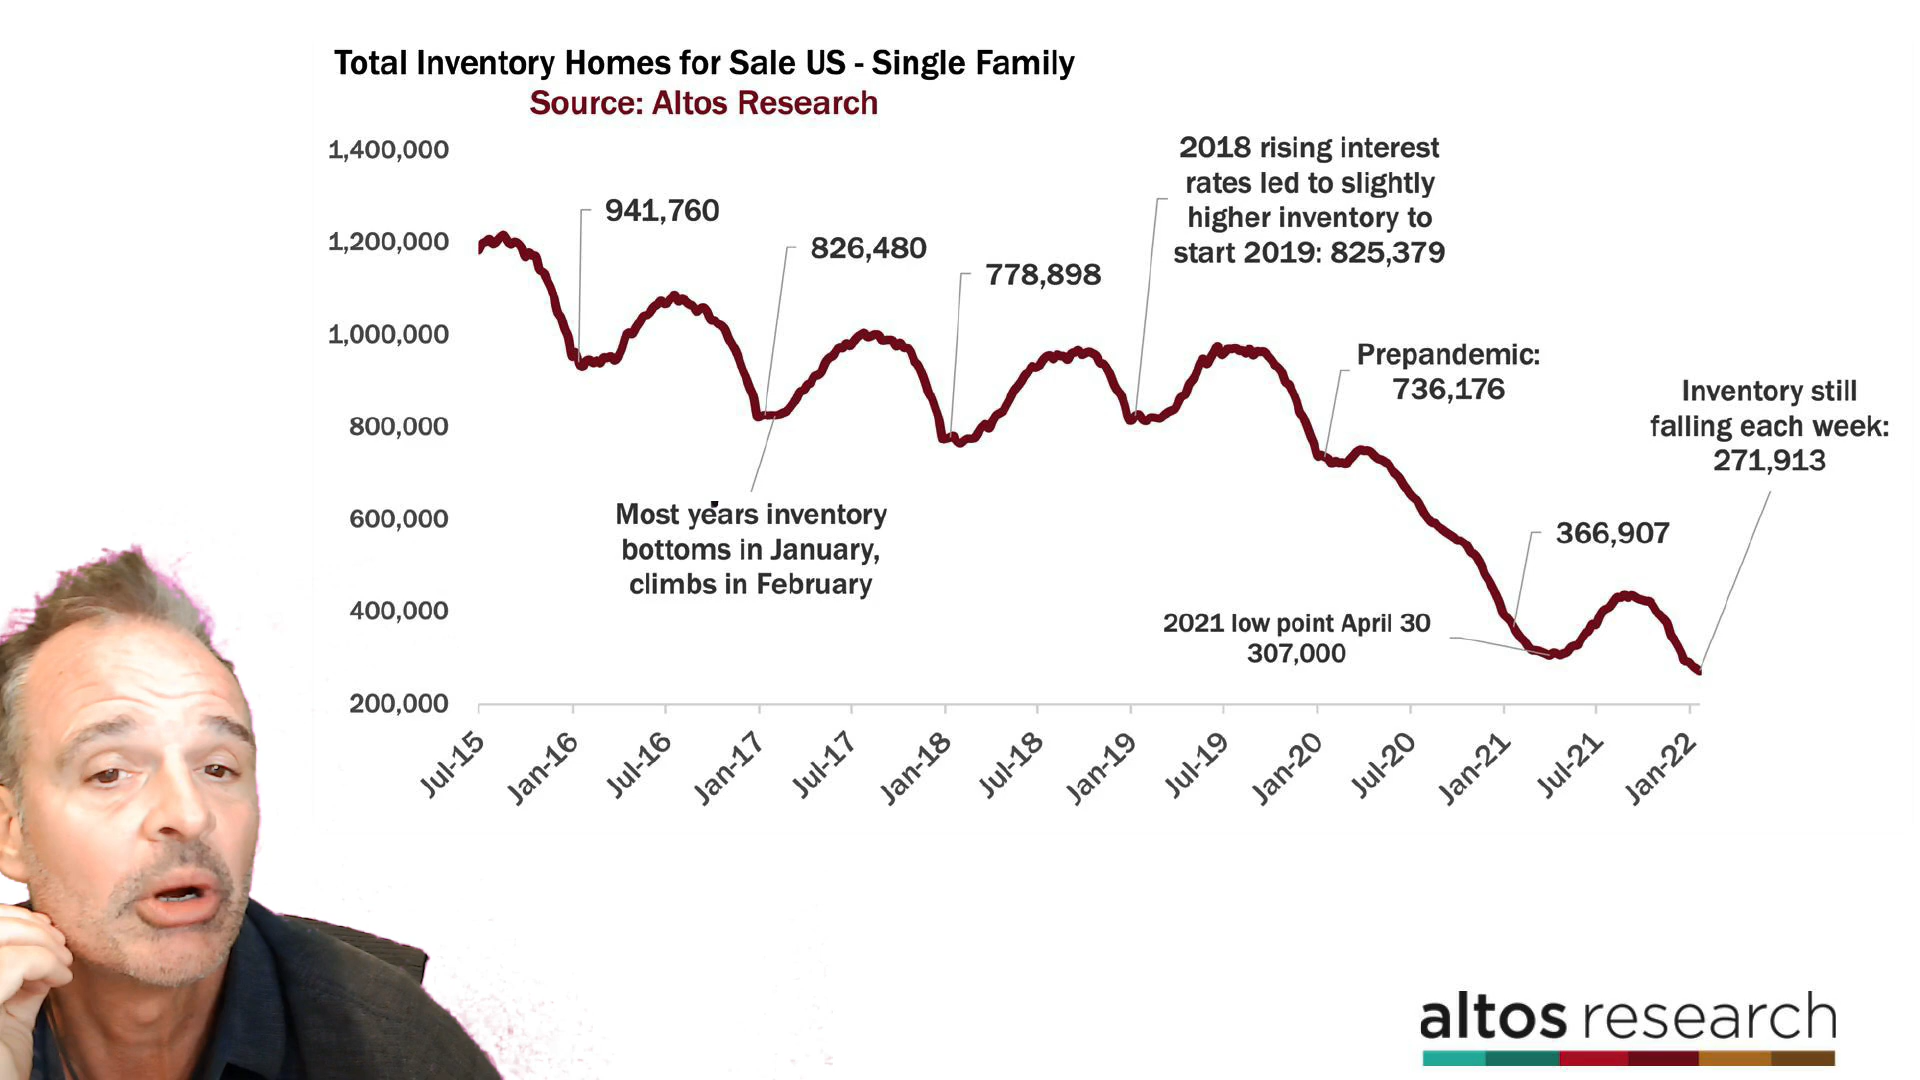 Total Inventory Homes for Sale US - Single Family
Source: Altos Research
1,400,000
1,200,000
1,000,000
800,000
600,000
400,000
200,000
941,760
826,480
778,898
2018 rising interest
rates led to slightly
higher inventory to
start 2019: 825,379
Prepandemic:
736,176
Inventory still
falling each week:
271,913
Most years inventory
bottoms in January,
climbs in February
366,907
2021 low point April 30
307,000
Jul-15
Jan-16
Jul-16
Jan-17
Jul-17
Jan-18
Jul-18
Jan-19
Jul-19
Jan-20
Jul-20
Jan-21
Jul-21
Jan-22
altos research